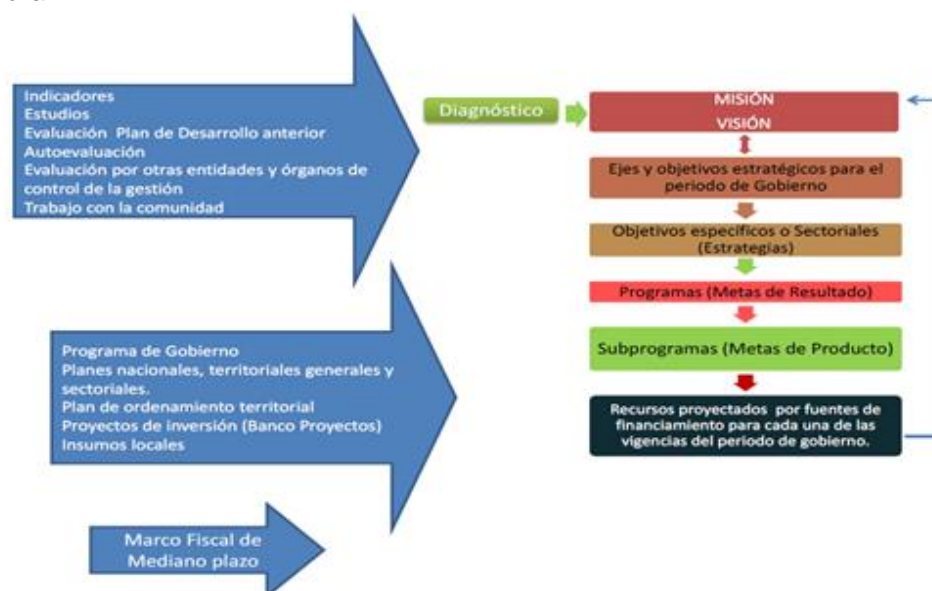 Indicadores
Estudios
Evaluación Plan de Desarrollo anterior
Autoevaluación
Evaluación por otras entidades y órganos de
control de la gestión
Trabajo con la comunidad
Diagnóstico
MISIÓN
VISIÓN
Ejes y objetivos estratégicos para el
periodo de Gobierno
Objetivos específicos o Sectoriales
(Estrategias)
Programas (Metas de Resultado)
Subprogramas (Metas de Producto)
Recursos proyectados por fuentes de
financiamiento para cada una de las
vigencias del periodo de gobierno.
Programa de Gobierno
Planes nacionales, territoriales generales y
sectoriales.
Plan de ordenamiento territorial
Proyectos de inversión (Banco Proyectos)
Insumos locales
Marco Fiscal de
Mediano plazo